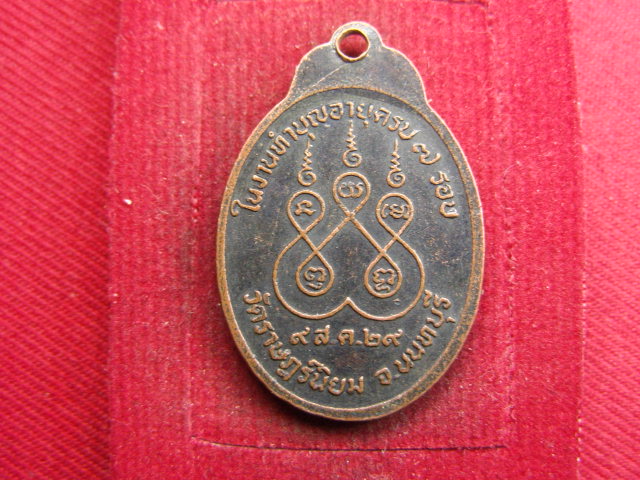 ในงานทำบุญอายุครบ ๗ รอบ
๙ ส.ค.๒๙
วัดราษฎร์นิยม จ.นนทบุรี